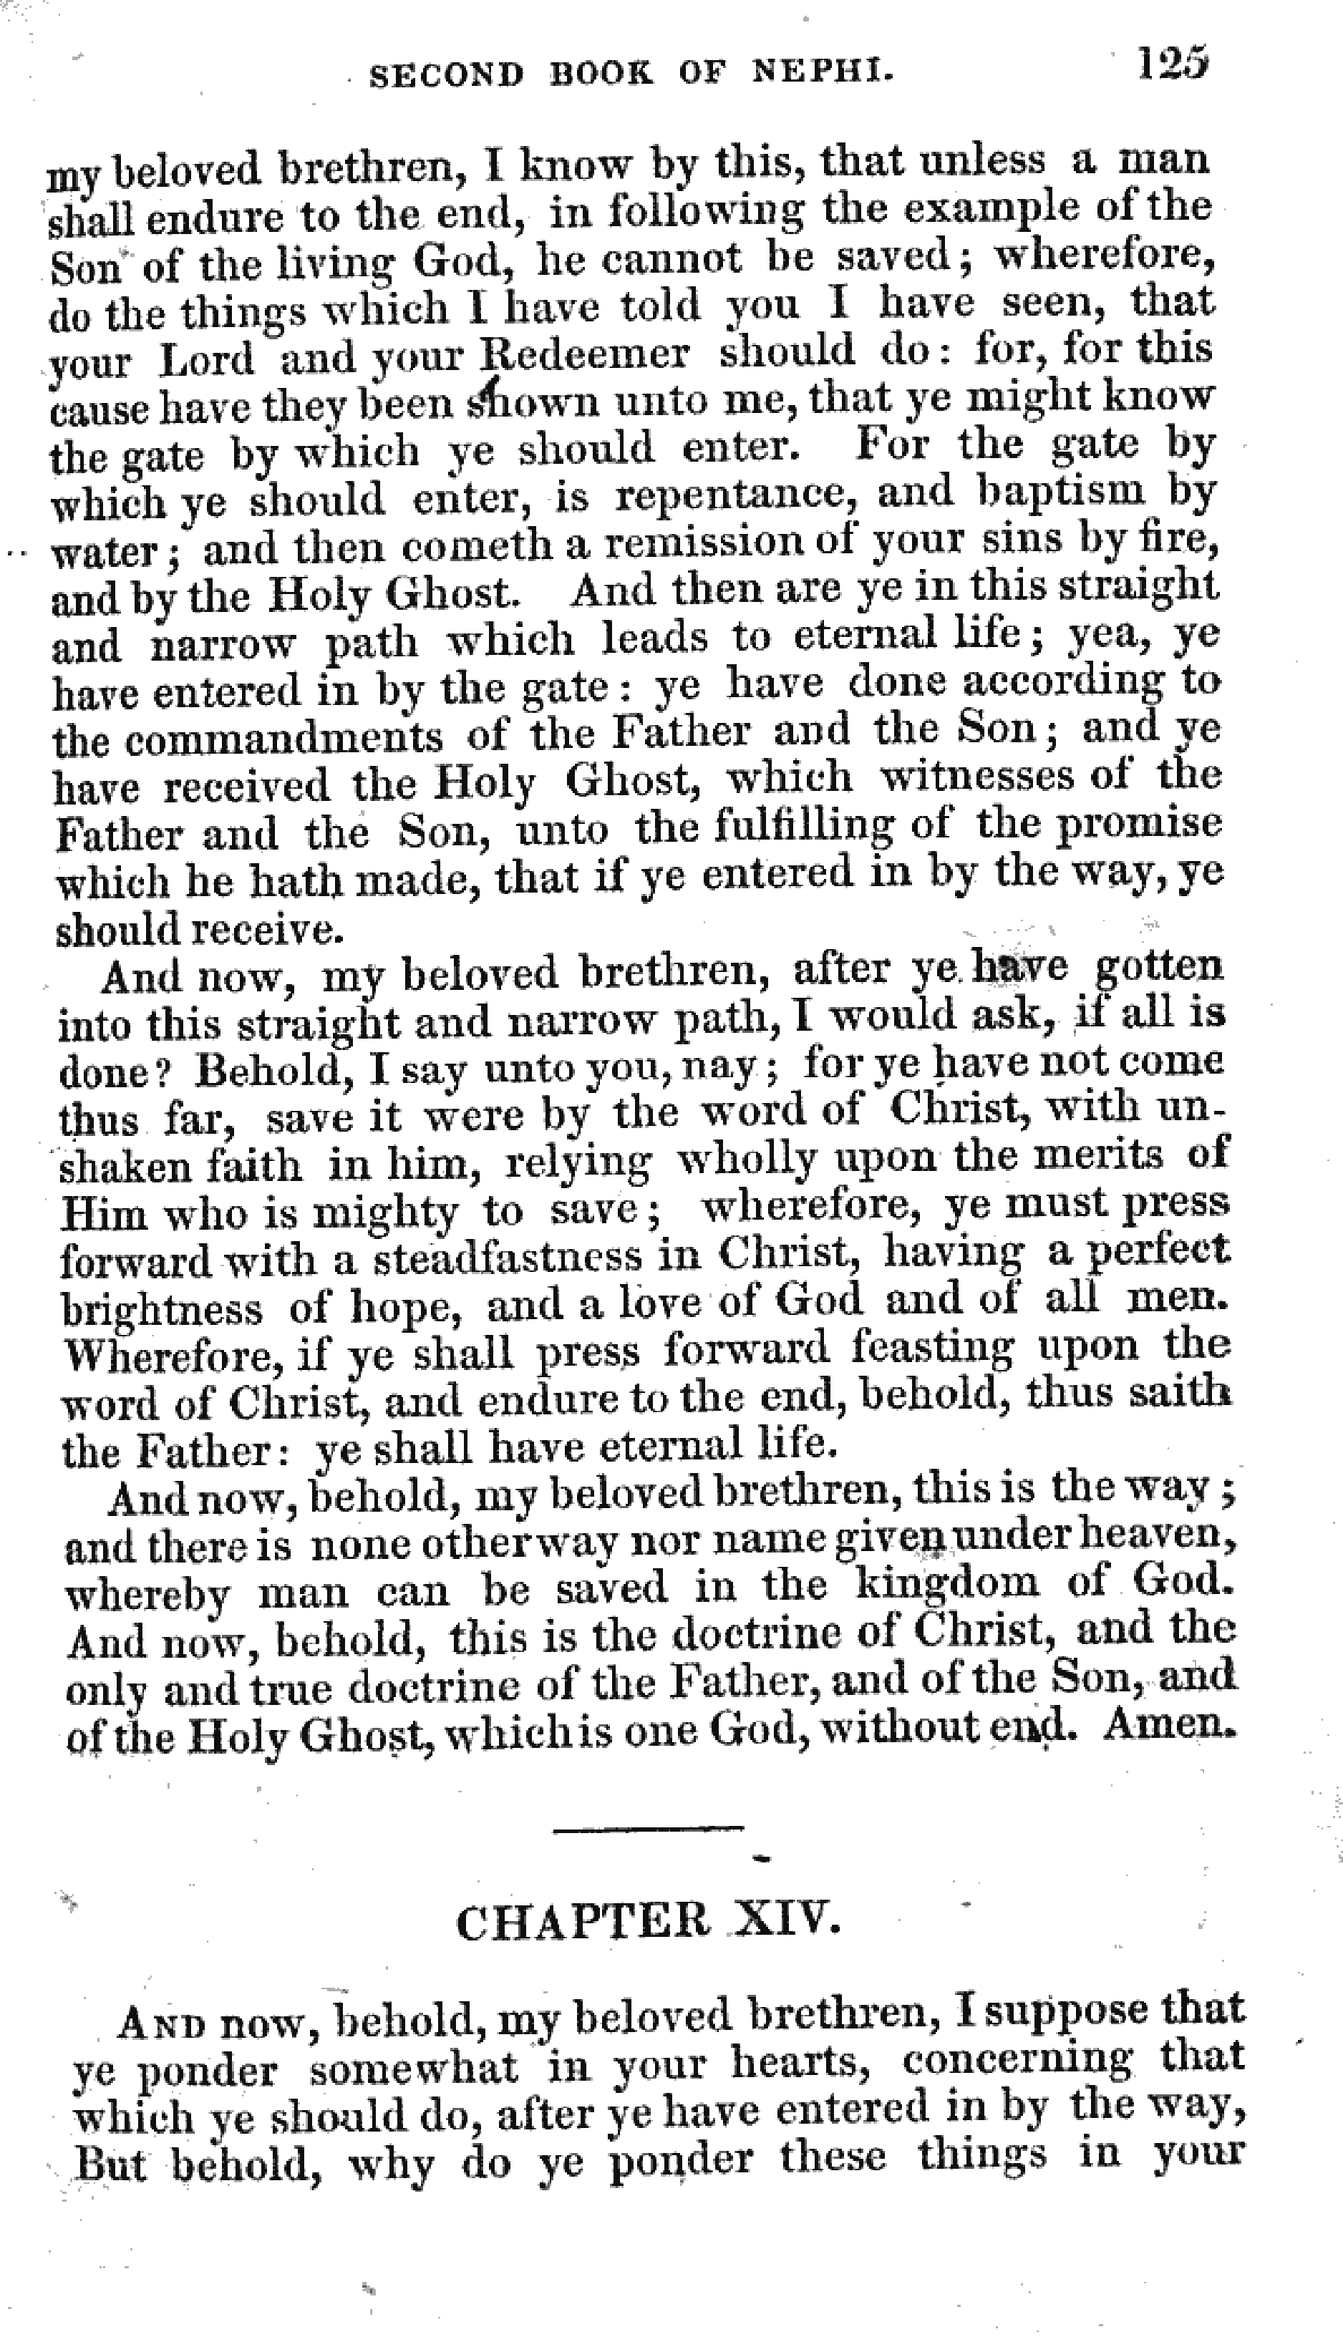 SECOND BOOK OF NEPHI. 125
my beloved brethren, I know by this, that unless a man
shall endure to the end, in following the example of the
Son of the living God, he cannot be saved; wherefore,
do the things which I have told you I have seen, that
your Lord and your Redeemer should do: for, for this
cause have they been shown unto me, that ye might know
the gate by which ye should enter. For the gate by
which ye should enter, is repentance, and baptism by
water; and then cometh a remission of your sins by fire,
and by the Holy Ghost. And then are ye in this straight
and narrow path which leads to eternal life; yea, ye
have entered in by the gate: ye have done according to
the commandments of the Father and the Son; and ye
have received the Holy Ghost, which witnesses of the
Father and the Son, unto the fulfilling of the promise
which he hath made, that if ye entered in by the way, ye
should receive.
And now, my beloved brethren, after ye have gotten
into this straight and narrow path, I would ask, if all is
done? Behold, I say unto you, nay; for ye have not come
thus far, save it were by the word of Christ, with un-
shaken faith in him, relying wholly upon the merits of
Him who is mighty to save; wherefore, ye must press
forward with a steadfastness in Christ, having a perfect
brightness of hope, and a love of God and of all men.
Wherefore, if ye shall press forward feasting upon the
word of Christ, and endure to the end, behold, thus saith
the Father: ye shall have eternal life.
And now, behold, my beloved brethren, this is the way;
and there is none other way nor name given under heaven,
whereby man can be saved in the kingdom of God.
And now, behold, this is the doctrine of Christ, and the
only and true doctrine of the Father, and of the Son, and
of the Holy Ghost, which is one God, without end. Amen.
CHAPTER XIV.
AND now, behold, my beloved brethren, I suppose that
ye ponder somewhat in your hearts, concerning that
which ye should do, after ye have entered in by the way,
But behold, why do ye ponder these things in your